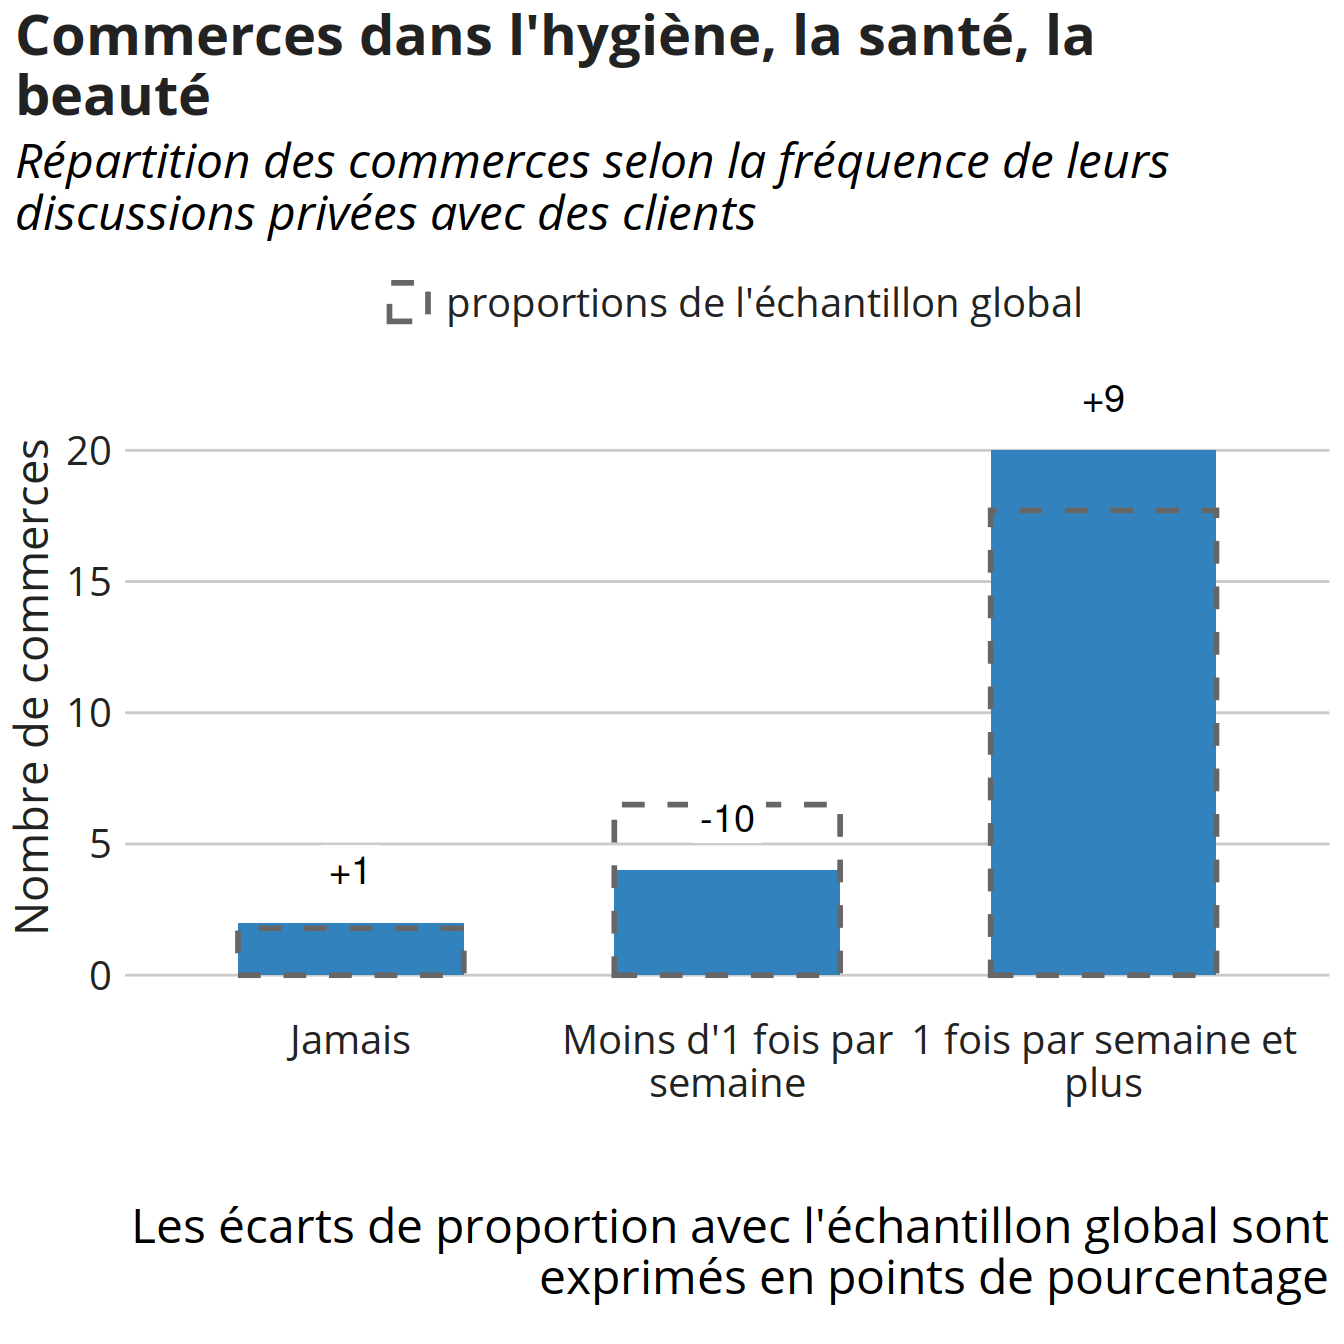 Commerces dans l'hygiène, la santé, la
beauté
Répartition des commerces selon la fréquence de leurs
discussions privées avec des clients
proportions de l'échantillon global
+9
20
15
10
5
0
Nombre de commerces
-10
+1
Jamais
Moins d'1 fois par
semaine
1 fois par semaine et
plus
Les écarts de proportion avec l'échantillon global sont
exprimés en points de pourcentage